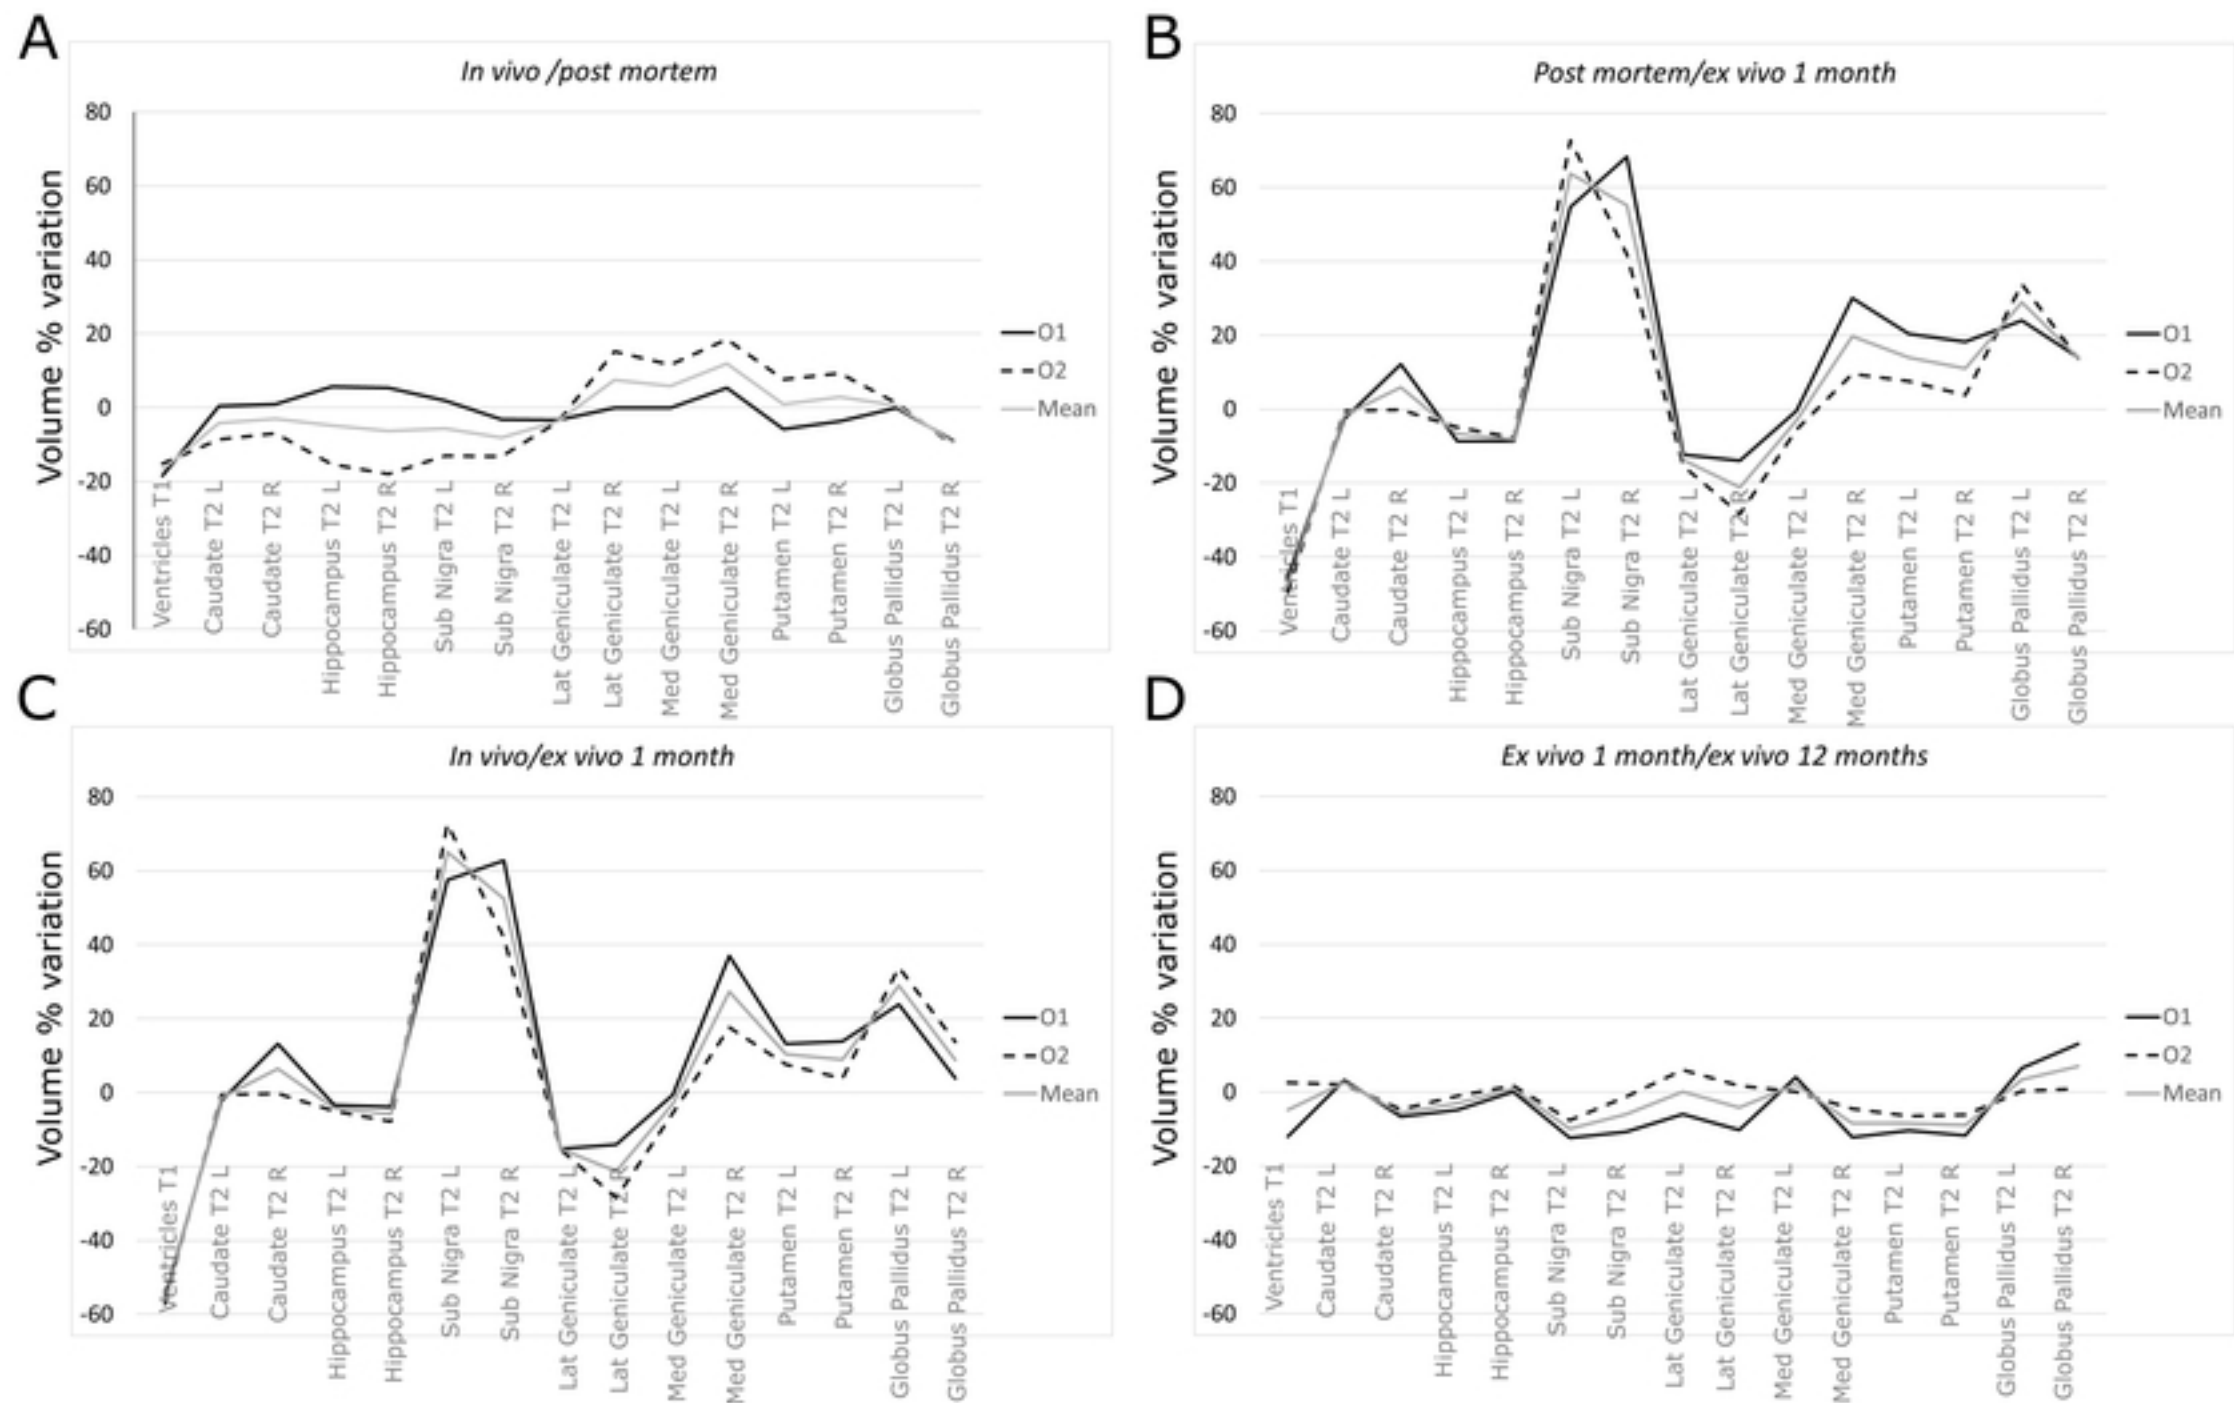 A
In vivo /post mortem
Volume % variation
80
60
40
20
0
-20
-40
-60
Ventricles T1
Caudate T2 L
Caudate T2 R
Hippocampus T2 L
Hippocampus T2 R
Sub Nigra T2 L
Sub Nigra T2 R
Lat Geniculate T2 L
Lat Geniculate T2 R
Med Geniculate T2 L
Med Geniculate T2 R
Putamen T2 L
Putamen T2 R
Globus Pallidus T2 L
Globus Pallidus T2 R
O1
O2
Mean
B
Post mortem/ex vivo 1 month
Volume % variation
80
60
40
20
0
-20
-40
-60
Ventricles T1
Caudate T2 L
Caudate T2 R
Hippocampus T2 L
Hippocampus T2 R
Sub Nigra T2 L
Sub Nigra T2 R
Lat Geniculate T2 L
Lat Geniculate T2 R
Med Geniculate T2 L
Med Geniculate T2 R
Putamen T2 L
Putamen T2 R
Globus Pallidus T2 L
Globus Pallidus T2 R
O1
O2
Mean
C
In vivo/ex vivo 1 month
Volume % variation
80
60
40
20
0
-20
-40
-60
Ventricles T1
Caudate T2 L
Caudate T2 R
Hippocampus T2 L
Hippocampus T2 R
Sub Nigra T2 L
Sub Nigra T2 R
Lat Geniculate T2 L
Lat Geniculate T2 R
Med Geniculate T2 L
Med Geniculate T2 R
Putamen T2 L
Putamen T2 R
Globus Pallidus T2 L
Globus Pallidus T2 R
O1
O2
Mean
D
Ex vivo 1 month/ex vivo 12 months
Volume % variation
80
60
40
20
0
-20
-40
-60
Ventricles T1
Caudate T2 L
Caudate T2 R
Hippocampus T2 L
Hippocampus T2 R
Sub Nigra T2 L
Sub Nigra T2 R
Lat Geniculate T2 L
Lat Geniculate T2 R
Med Geniculate T2 L
Med Geniculate T2 R
Putamen T2 L
Putamen T2 R
Globus Pallidus T2 L
Globus Pallidus T2 R
O1
O2
Mean